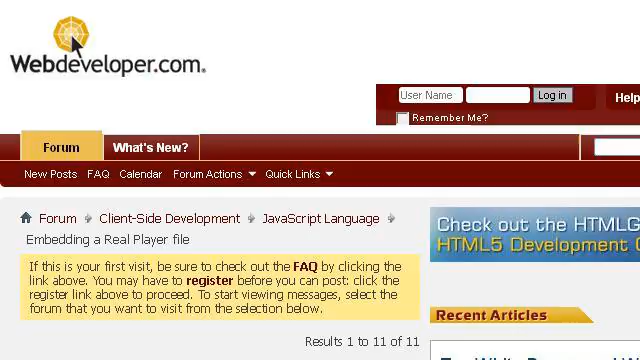 Webdeveloper.com
User Name
Log in
Help
Remember Me?
Forum
What's New?
New Posts
FAQ
Calendar
Forum Actions
Quick Links
Forum
Client-Side Development
JavaScript Language
Embedding a Real Player file
If this is your first visit, be sure to check out the FAQ by clicking the
link above. You may have to register before you can post: click the
register link above to proceed. To start viewing messages, select the
forum that you want to visit from the selection below.
Results 1 to 11 of 11
Check out the HTMLG
HTML5 Development
Recent Articles